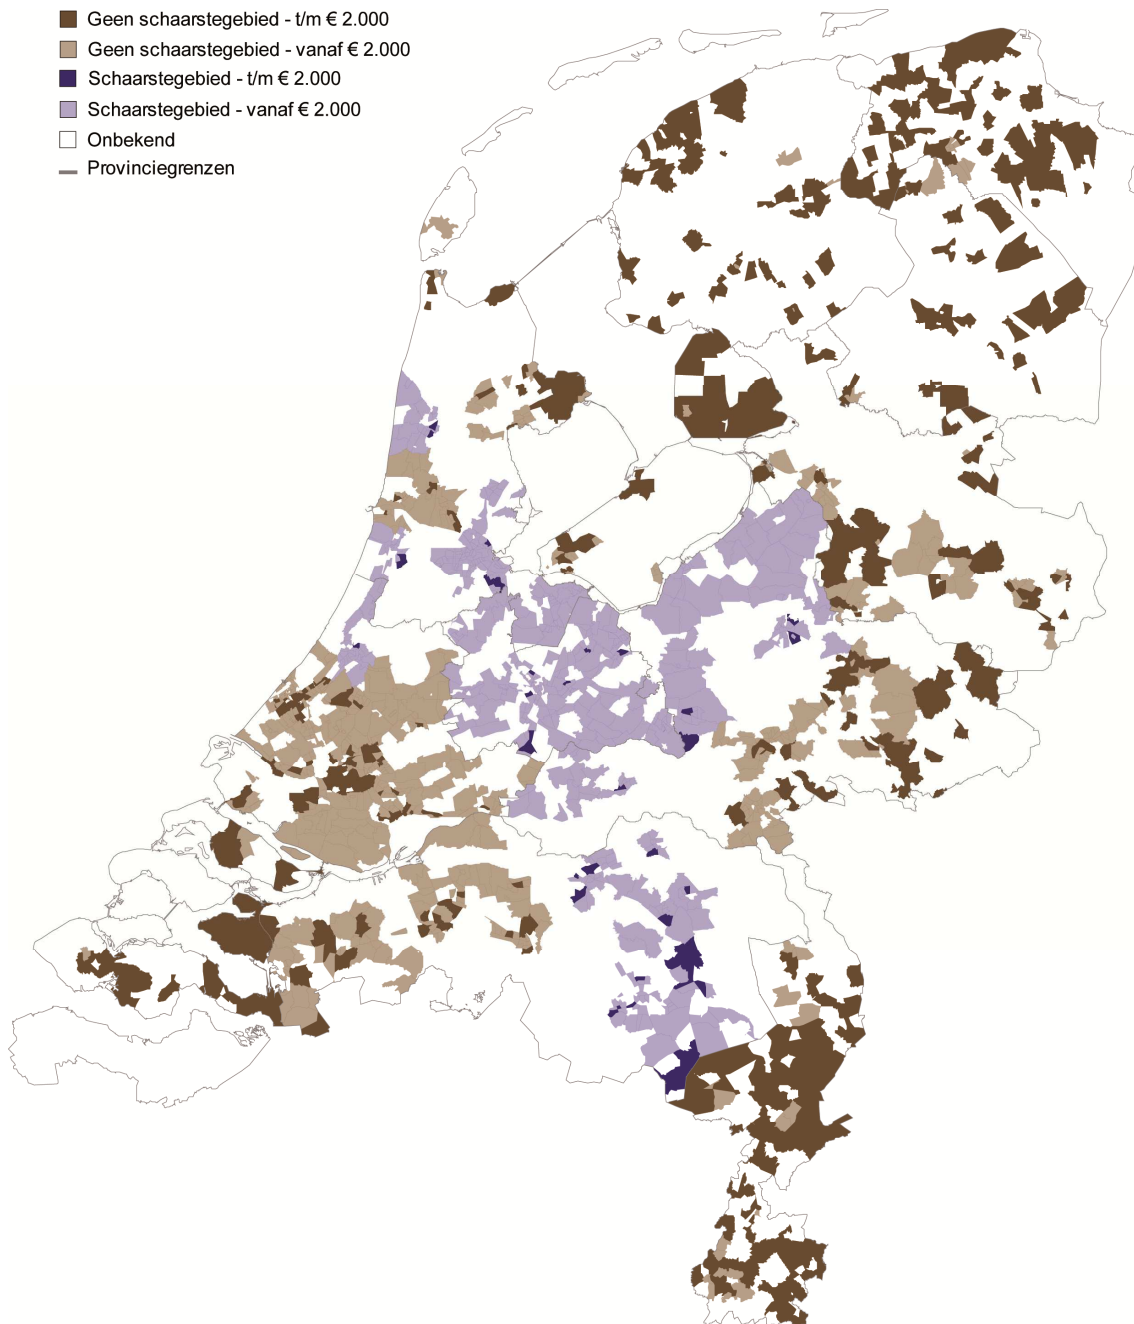 Geen schaarstegebied - t/m € 2.000
Geen schaarstegebied - vanaf € 2.000
Schaarstegebied - t/m € 2.000
Schaarstegebied - vanaf € 2.000
Onbekend
Provinciegrenzen